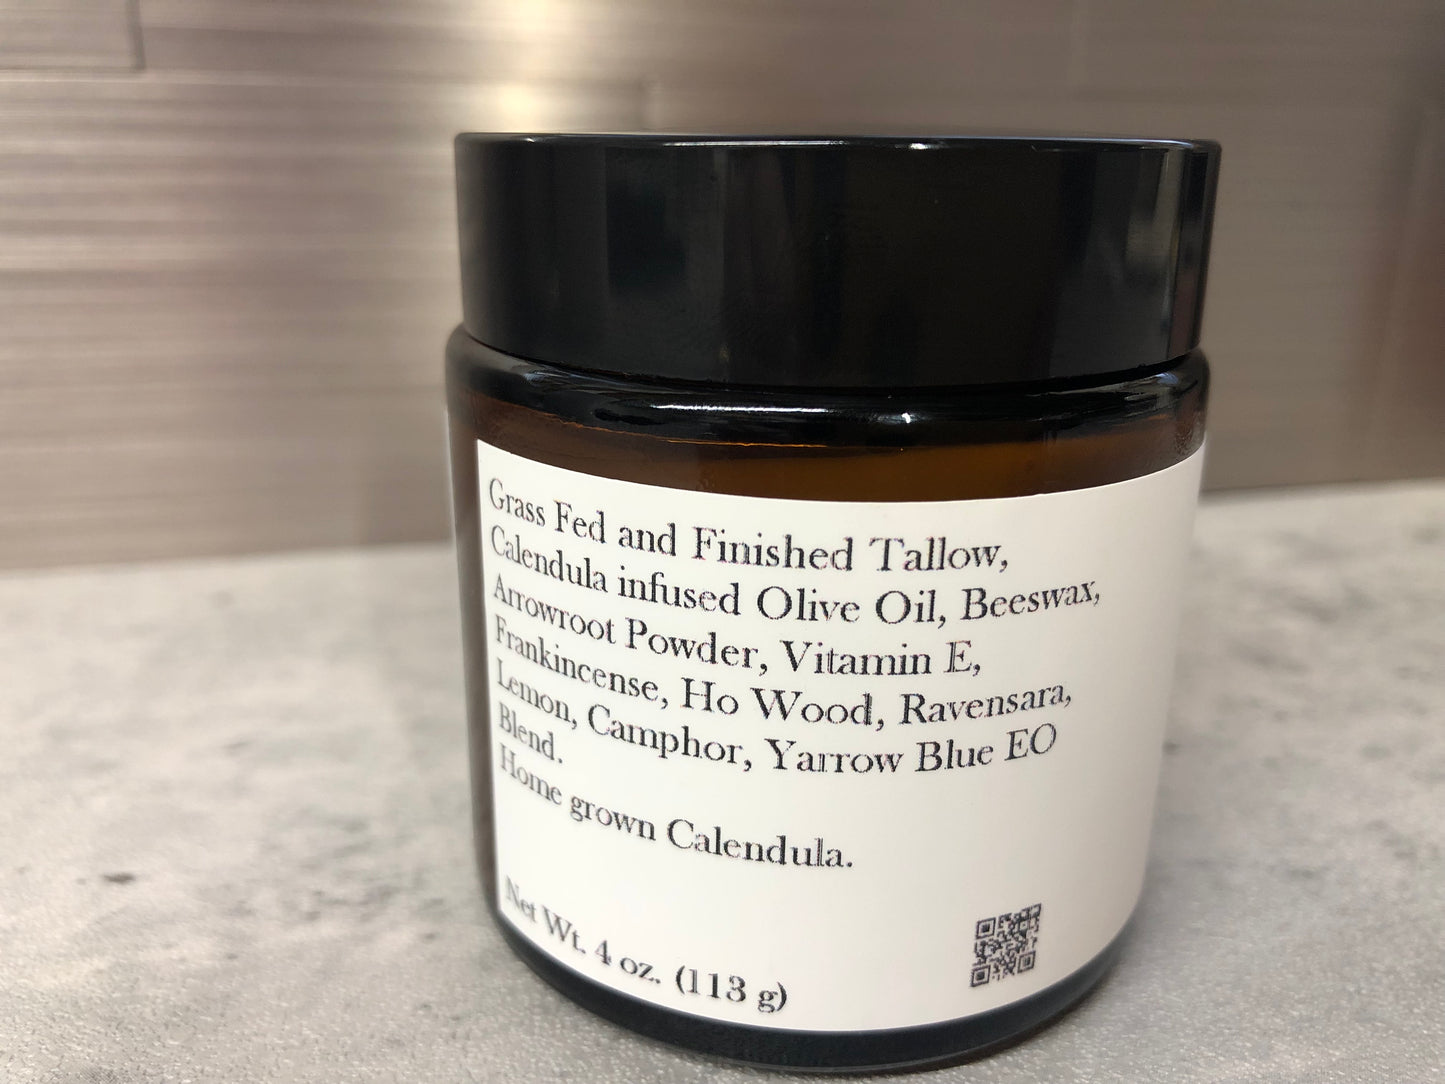 Grass Fed and Finished Tallow,
Calendula infused Olive Oil, Beeswax,
Arrowroot Powder, Vitamin E,
Frankincense, Ho Wood, Ravensara,
Lemon, Camphor, Yarrow Blue EO
Blend.
Home grown Calendula.
Net Wt. 4 oz. (113 g)